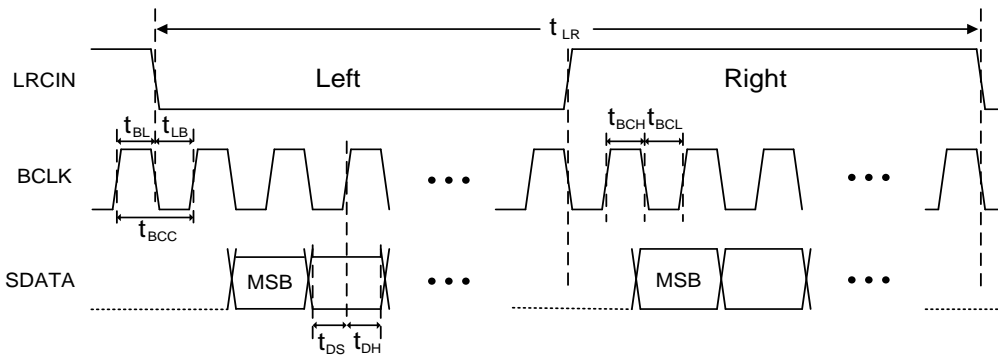 t LR
LRCIN
Left
Right
tBL
tLB
tBCH
tBCL
BCLK
• • •
• • •
tBCC
SDATA
MSB
• • •
MSB
• • •
tDS
tDH